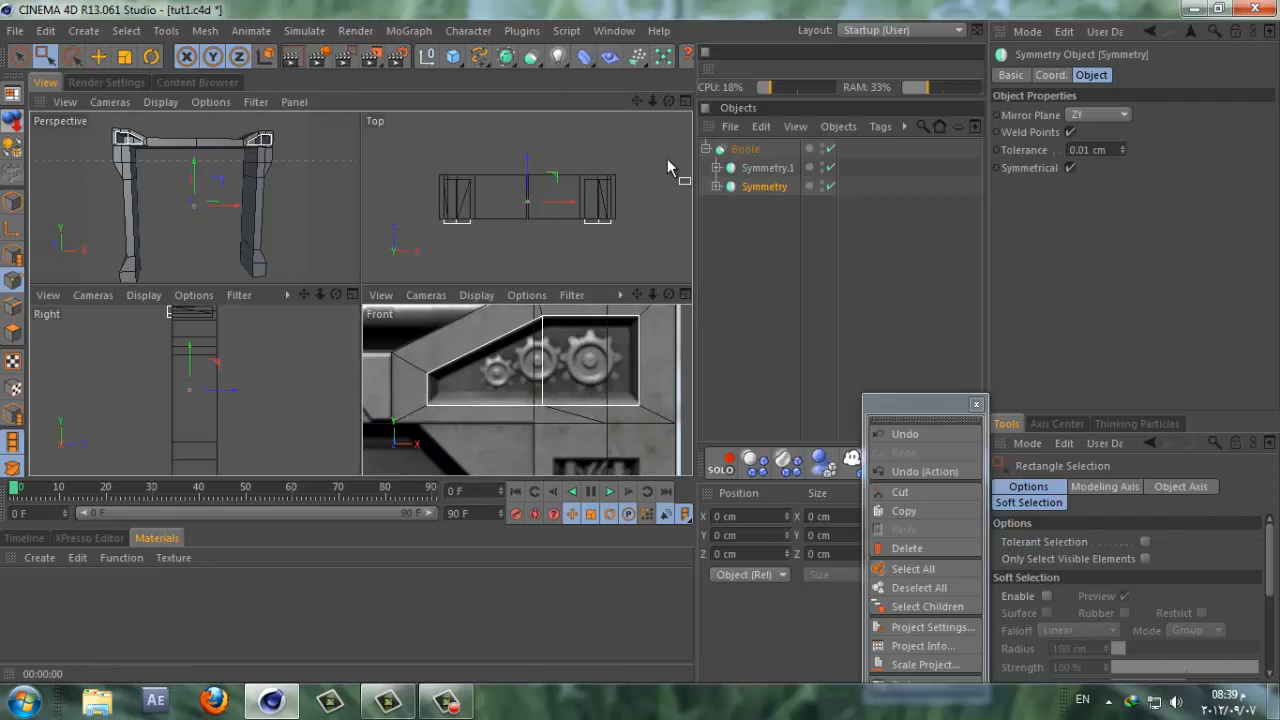 CINEMA 4D R13.061 Studio - [tut1.c4d *]
File Edit Create Select Tools Mesh Animate Simulate Render MoGraph Character Plugins Script Window Help
Layout: Startup (User)
View Render Settings Content Browser
View Cameras Display Options Filter Panel
Perspective
Top
View Cameras Display Options Filter
View Cameras Display Options Filter
Right
Front
CPU: 18% RAM: 33%
Objects
File Edit View Objects Tags
Boole
Symmetry.1
Symmetry
Mode Edit User Da
Symmetry Object [Symmetry]
Basic Coord. Object
Object Properties
Mirror Plane ZY
Weld Points
Tolerance . . 0.01 cm
Symmetrical
Undo
Redo
Undo (Action)
Cut
Copy
Paste
Delete
Select All
Deselect All
Select Children
Project Settings...
Project Info...
Scale Project...
SOLO
Position Size
X 0 cm X 0 cm
Y 0 cm Y 0 cm
Z 0 cm Z 0 cm
Object (Rel) Size
Tools Axis Center Thinking Particles
Mode Edit User Da
Rectangle Selection
Options Modeling Axis Object Axis
Soft Selection
Options
Tolerant Selection
Only Select Visible Elements
Soft Selection
Enable Preview
Surface Rubber Restrict
Falloff Linear Mode Group
Radius 100 cm
Strength 100 %
0 10 20 30 40 50 60 70 80 90 0 F
0 F 0 F 90 F 90 F
Timeline XPresso Editor Materials
Create Edit Function Texture
00:00:00
Ae
EN
08:39 م
٢٠١٢/٠٩/٠٧